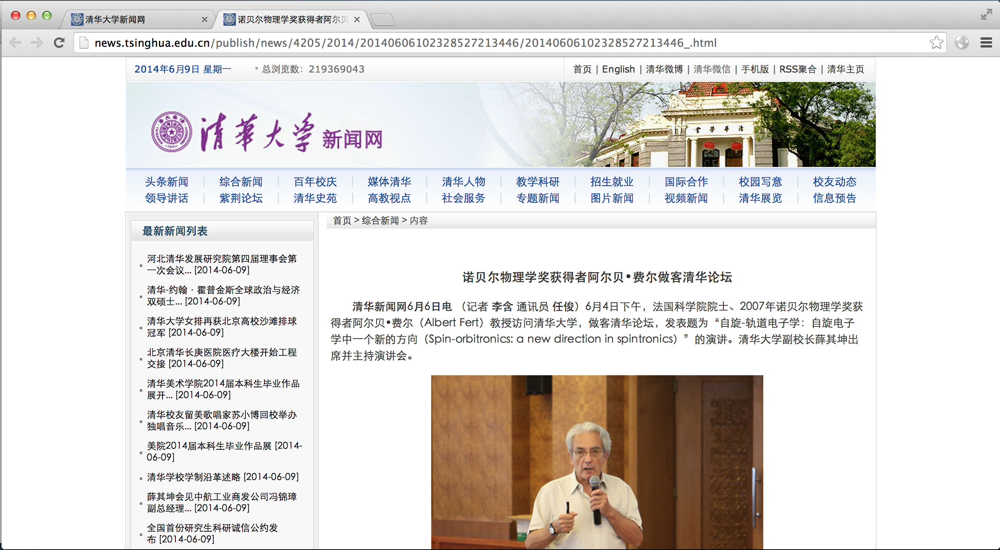 清华大学新闻网
诺贝尔物理学奖获得者阿尔贝
news.tsinghua.edu.cn/publish/news/4205/2014/20140606102328527213446/20140606102328527213446_.html
2014年6月9日 星期一 总浏览数：219369043
首页 | English | 清华微博 | 清华微信 | 手机版 | RSS聚合 | 清华主页
清華大学 新闻网
清華學堂
头条新闻 综合新闻 百年校庆 媒体清华 清华人物 教学科研 招生就业 国际合作 校园写意 校友动态
领导讲话 紫荆论坛 清华史苑 高教视点 社会服务 专题新闻 图片新闻 视频新闻 清华展览 信息预告
最新新闻列表
河北清华发展研究院第四届理事会第
一次会议... [2014-06-09]
清华-约翰·霍普金斯全球政治与经济
双硕士... [2014-06-09]
清华大学女排再获北京高校沙滩排球
冠军 [2014-06-09]
北京清华长庚医院医疗大楼开始工程
交接 [2014-06-09]
清华美术学院2014届本科生毕业作品
展开... [2014-06-09]
清华校友留美歌唱家苏小博回校举办
独唱音乐... [2014-06-09]
美院2014届本科生毕业作品展 [2014-
06-09]
清华学校学制沿革述略 [2014-06-09]
薛其坤会见中航工业商发公司冯锦璋
副总经理... [2014-06-09]
全国首份研究生科研诚信公约发
布 [2014-06-09]
首页 > 综合新闻 > 内容
诺贝尔物理学奖获得者阿尔贝•费尔做客清华论坛
清华新闻网6月6日电 （记者 李含 通讯员 任俊）6月4日下午，法国科学院院士、2007年诺贝尔物理学奖获
得者阿尔贝•费尔（Albert Fert）教授访问清华大学，做客清华论坛，发表题为“自旋-轨道电子学：自旋电子
学中一个新的方向（Spin-orbitronics: a new direction in spintronics）”的演讲。清华大学副校长薛其坤出
席并主持演讲会。